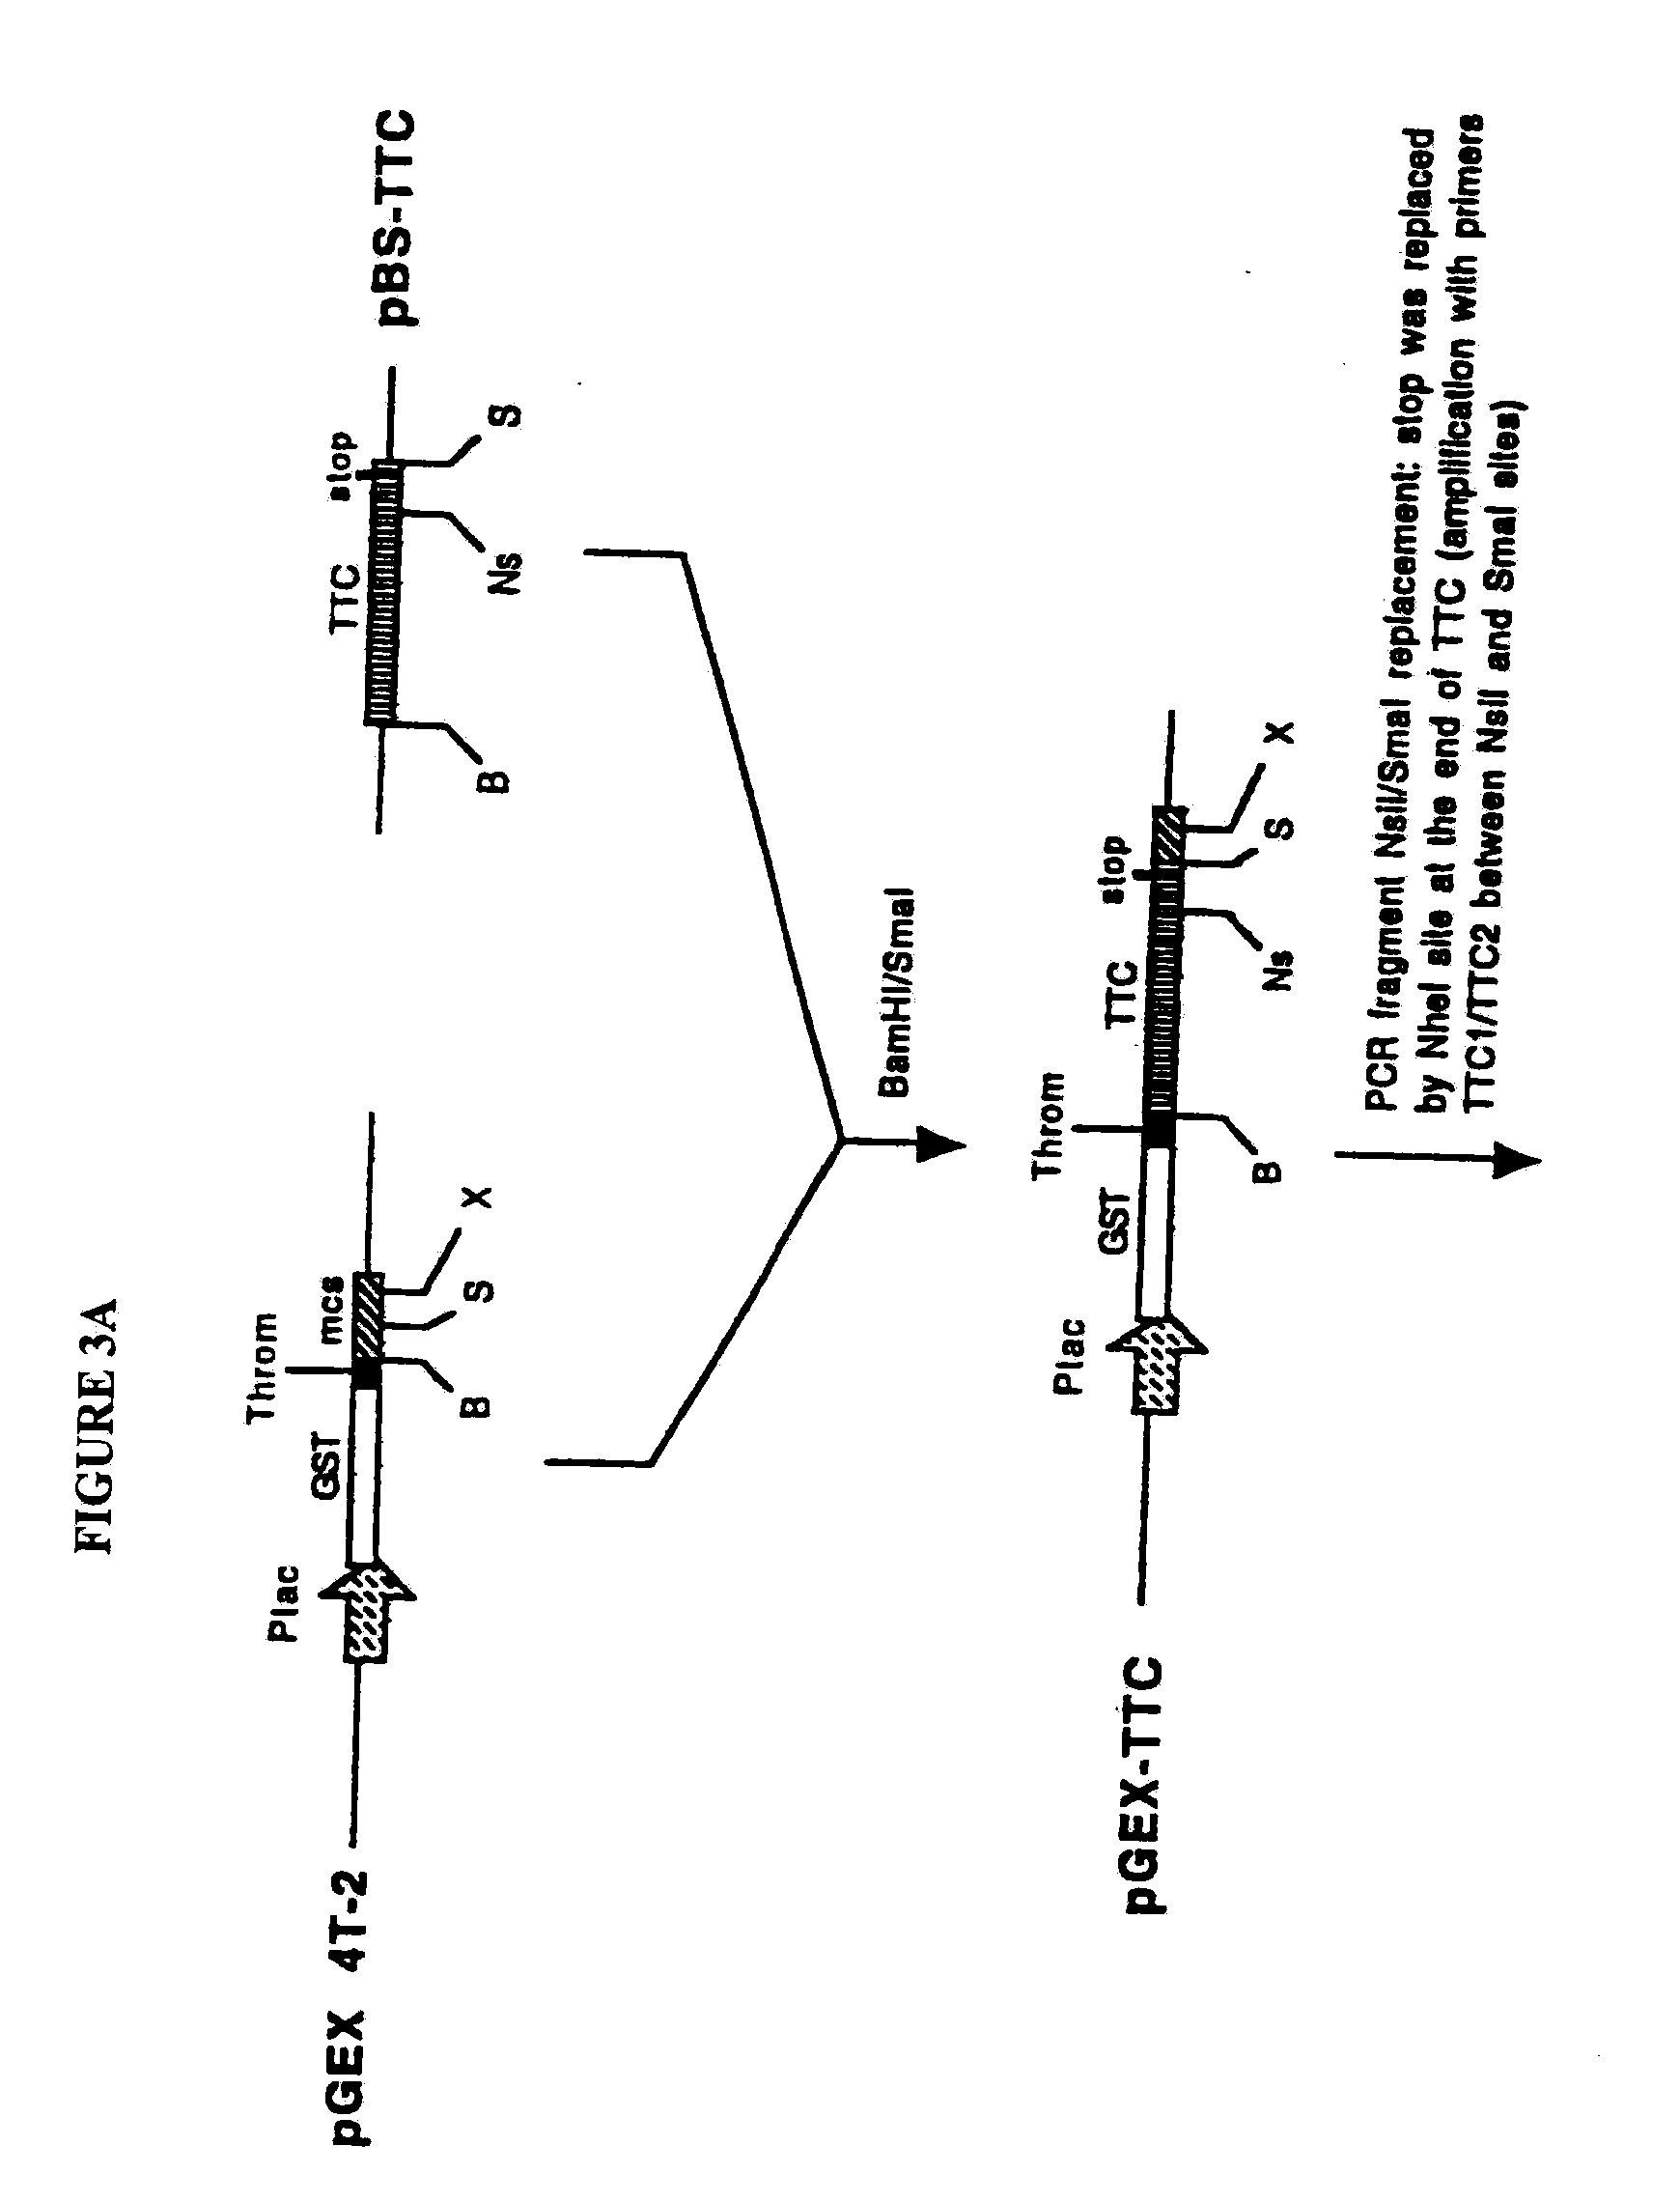 FIGURE 3A
pGEX 4T-2
Plac
GST
Throm
mcs
B
S
X
TTC
stop
B
Ns
S
pBS-TTC
BamHI/SmaI
pGEX-TTC
Plac
GST
Throm
TTC
stop
B
Ns
S
X
PCR fragment NsiI/SmaI replacement: stop was replaced
by NheI site at the end of TTC (amplification with primers
TTC1/TTC2 between NsiI and SmaI sites)